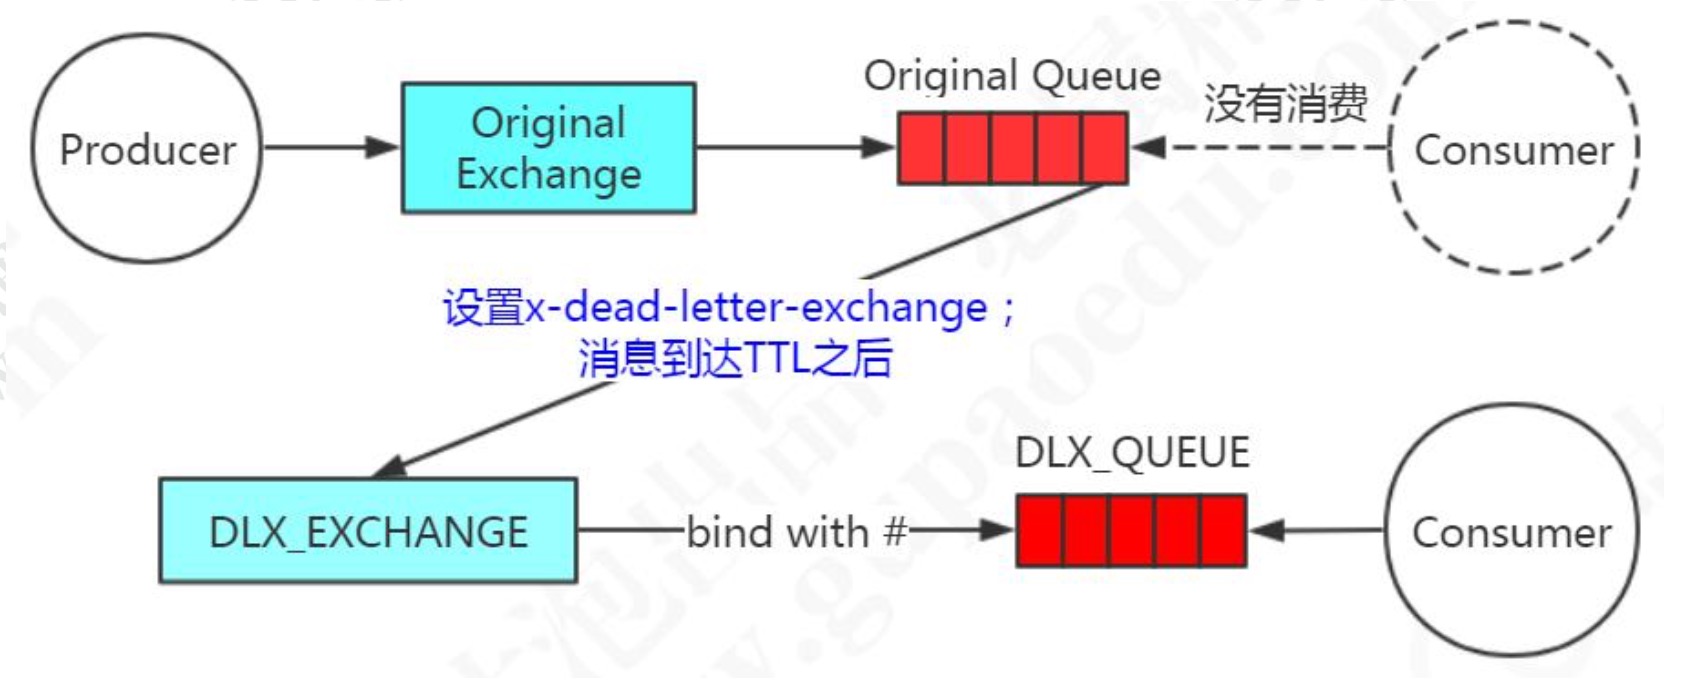 Original Queue
没有消费
Producer
Original
Exchange
Consumer
设置x-dead-letter-exchange；
消息到达TTL之后
DLX_QUEUE
DLX_EXCHANGE
bind with #
Consumer